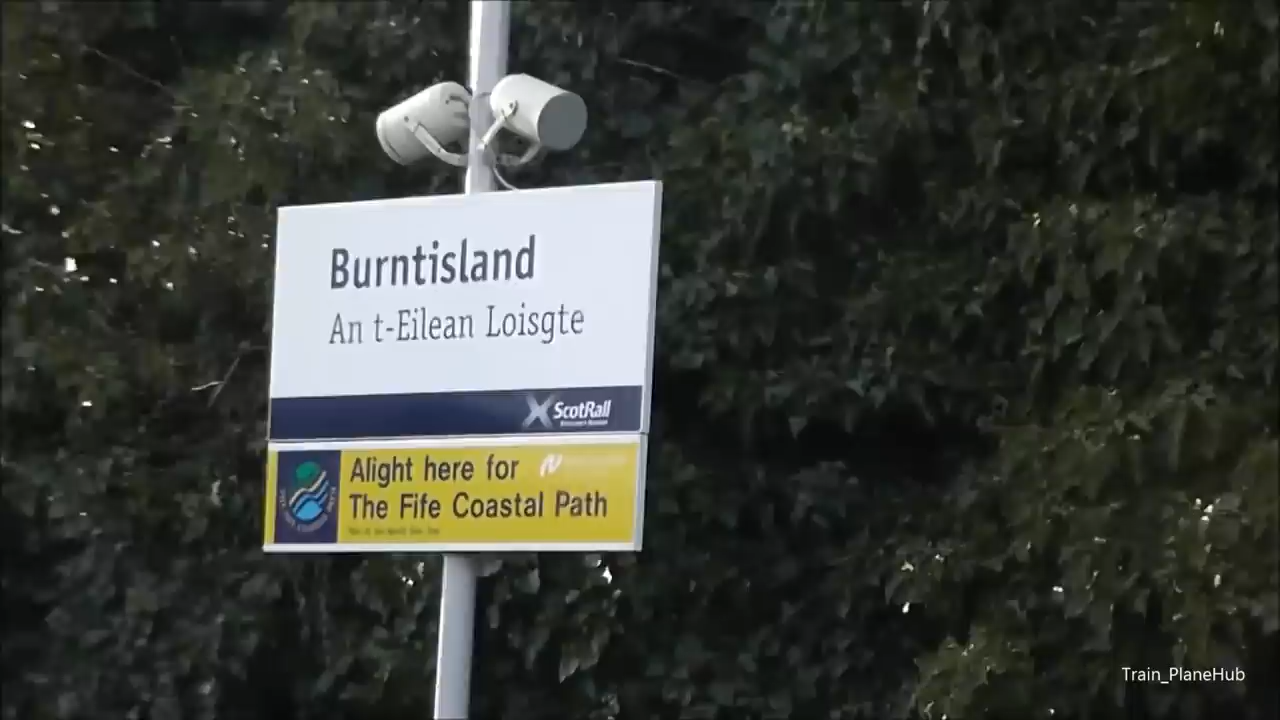 Burntisland
An t-Eilean Loisgte
ScotRail
Alight here for
The Fife Coastal Path
Train_PlaneHub